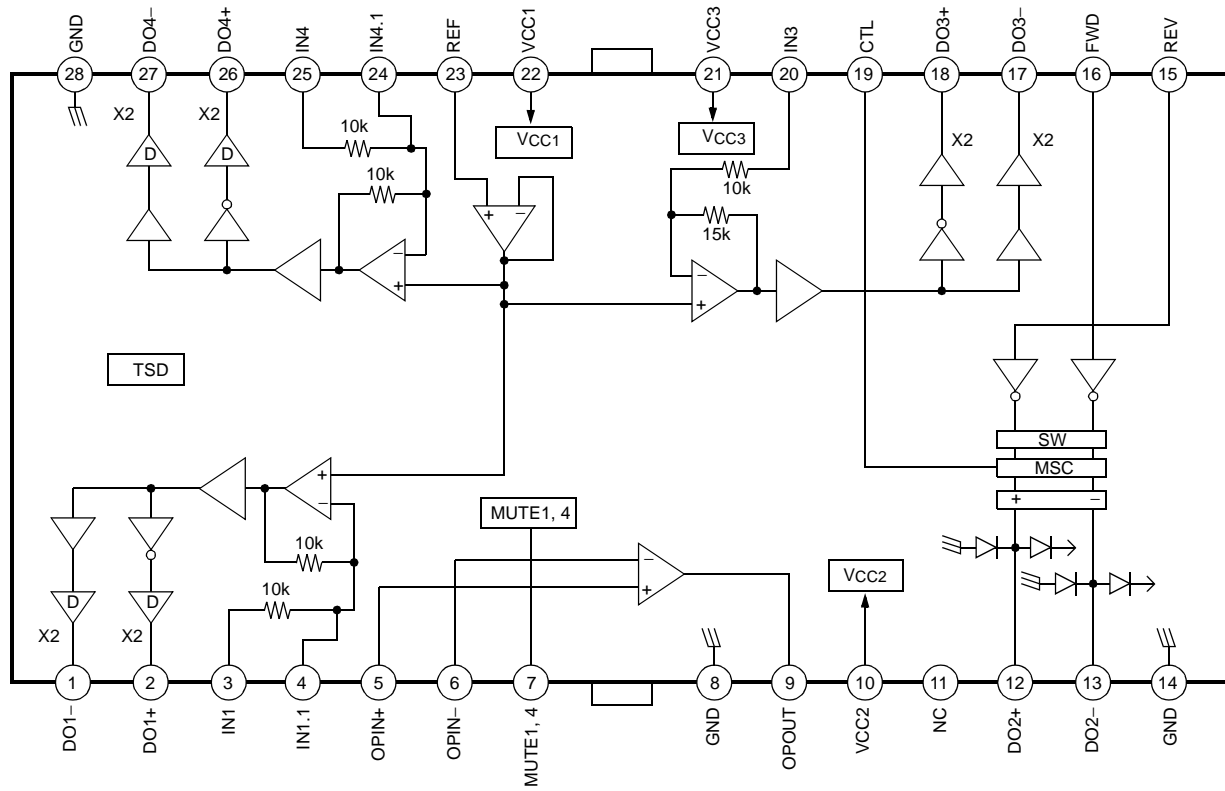 GND
DO4−
DO4+
IN4
IN4.1
REF
VCC1
VCC3
IN3
CTL
DO3+
DO3−
FWD
REV
28
27
26
25
24
23
22
21
20
19
18
17
16
15
X2
X2
10k
VCC1
VCC3
X2
X2
D
D
10k
10k
+
−
15k
−
+
−
+
TSD
SW
MSC
+
−
+
−
MUTE1, 4
10k
−
+
VCC2
10k
D
D
X2
X2
1
2
3
4
5
6
7
8
9
10
11
12
13
14
DO1−
DO1+
IN1
IN1.1
OPIN+
OPIN−
MUTE1, 4
GND
OPOUT
VCC2
NC
DO2+
DO2−
GND